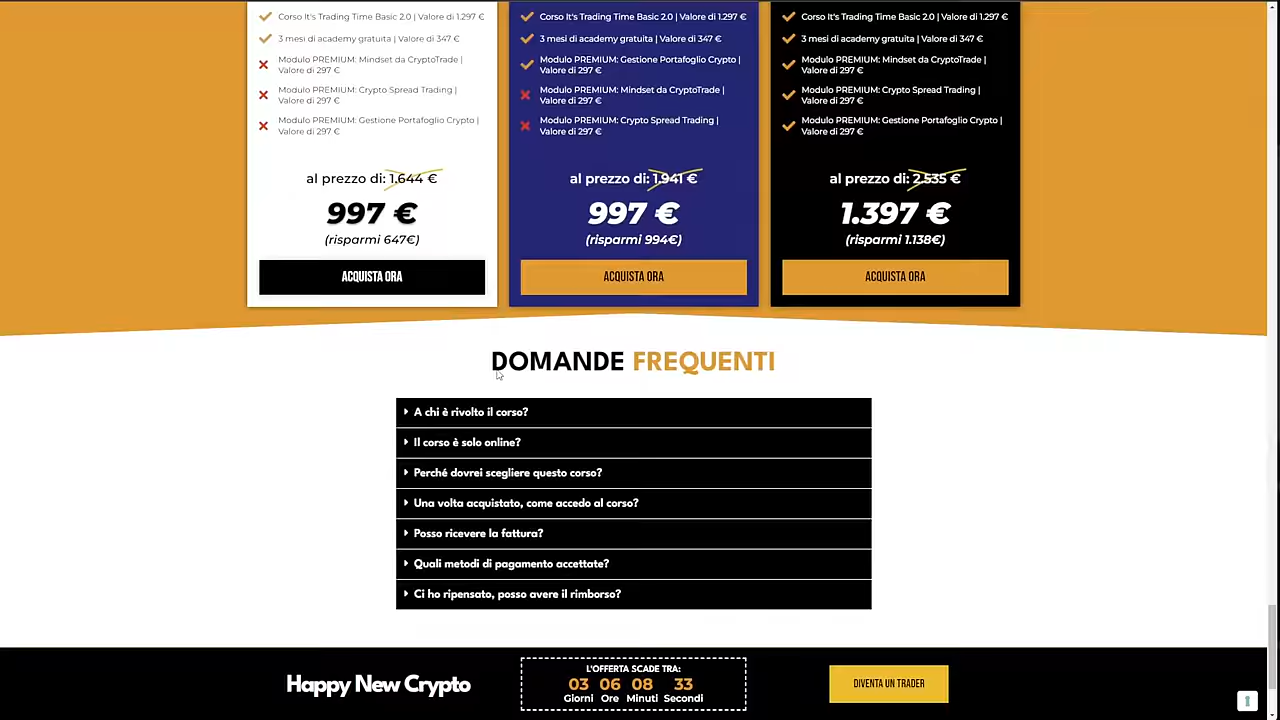 Corso It's Trading Time Basic 2.0 | Valore di 1.297 €
3 mesi di academy gratuita | Valore di 347 €
Modulo PREMIUM: Mindset da CryptoTrade |
Valore di 297 €
Modulo PREMIUM: Crypto Spread Trading |
Valore di 297 €
Modulo PREMIUM: Gestione Portafoglio Crypto |
Valore di 297 €
al prezzo di: 1.644 €
997 €
(risparmi 647€)
ACQUISTA ORA
Corso It's Trading Time Basic 2.0 | Valore di 1.297 €
3 mesi di academy gratuita | Valore di 347 €
Modulo PREMIUM: Gestione Portafoglio Crypto |
Valore di 297 €
Modulo PREMIUM: Mindset da CryptoTrade |
Valore di 297 €
Modulo PREMIUM: Crypto Spread Trading |
Valore di 297 €
al prezzo di: 1.941 €
997 €
(risparmi 994€)
ACQUISTA ORA
Corso It's Trading Time Basic 2.0 | Valore di 1.297 €
3 mesi di academy gratuita | Valore di 347 €
Modulo PREMIUM: Mindset da CryptoTrade |
Valore di 297 €
Modulo PREMIUM: Crypto Spread Trading |
Valore di 297 €
Modulo PREMIUM: Gestione Portafoglio Crypto |
Valore di 297 €
al prezzo di: 2.535 €
1.397 €
(risparmi 1.138€)
ACQUISTA ORA
DOMANDE FREQUENTI
A chi è rivolto il corso?
Il corso è solo online?
Perché dovrei scegliere questo corso?
Una volta acquistato, come accedo al corso?
Posso ricevere la fattura?
Quali metodi di pagamento accettate?
Ci ho ripensato, posso avere il rimborso?
Happy New Crypto
L'OFFERTA SCADE TRA:
03 06 08 33
Giorni Ore Minuti Secondi
DIVENTA UN TRADER